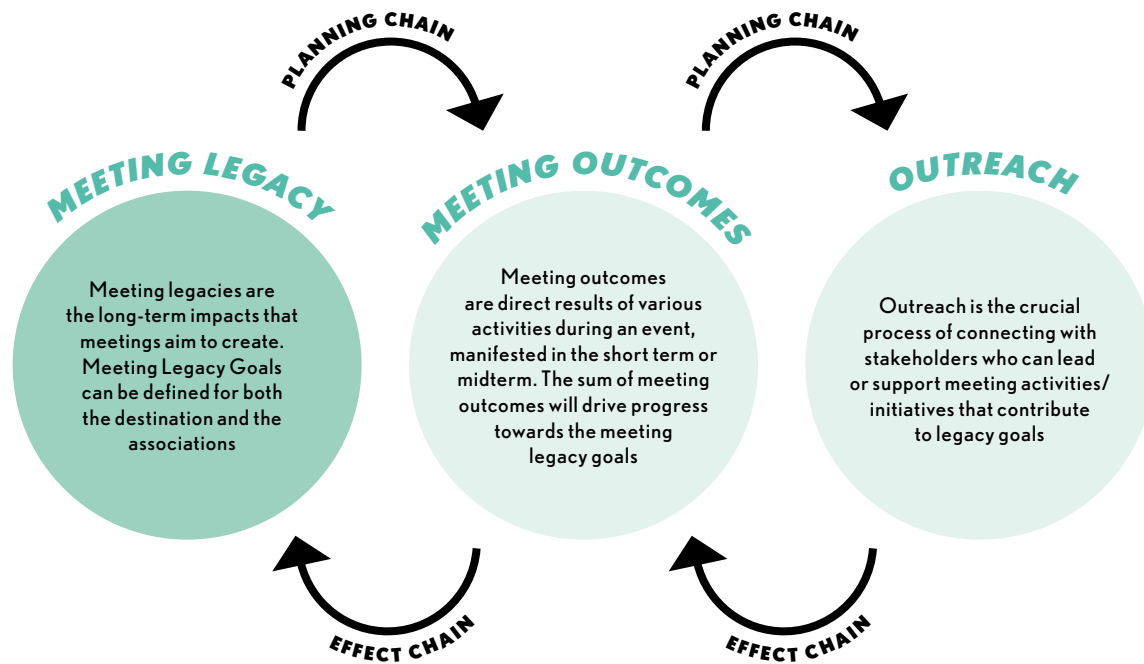 PLANNING CHAIN
PLANNING CHAIN
MEETING LEGACY
MEETING OUTCOMES
OUTREACH
Meeting legacies are
the long-term impacts that
meetings aim to create.
Meeting Legacy Goals
can be defined for both
the destination and the
associations
Meeting outcomes
are direct results of various
activities during an event,
manifested in the short term or
midterm. The sum of meeting
outcomes will drive progress
towards the meeting
legacy goals
Outreach is the crucial
process of connecting with
stakeholders who can lead
or support meeting activities/
initiatives that contribute
to legacy goals
EFFECT CHAIN
EFFECT CHAIN